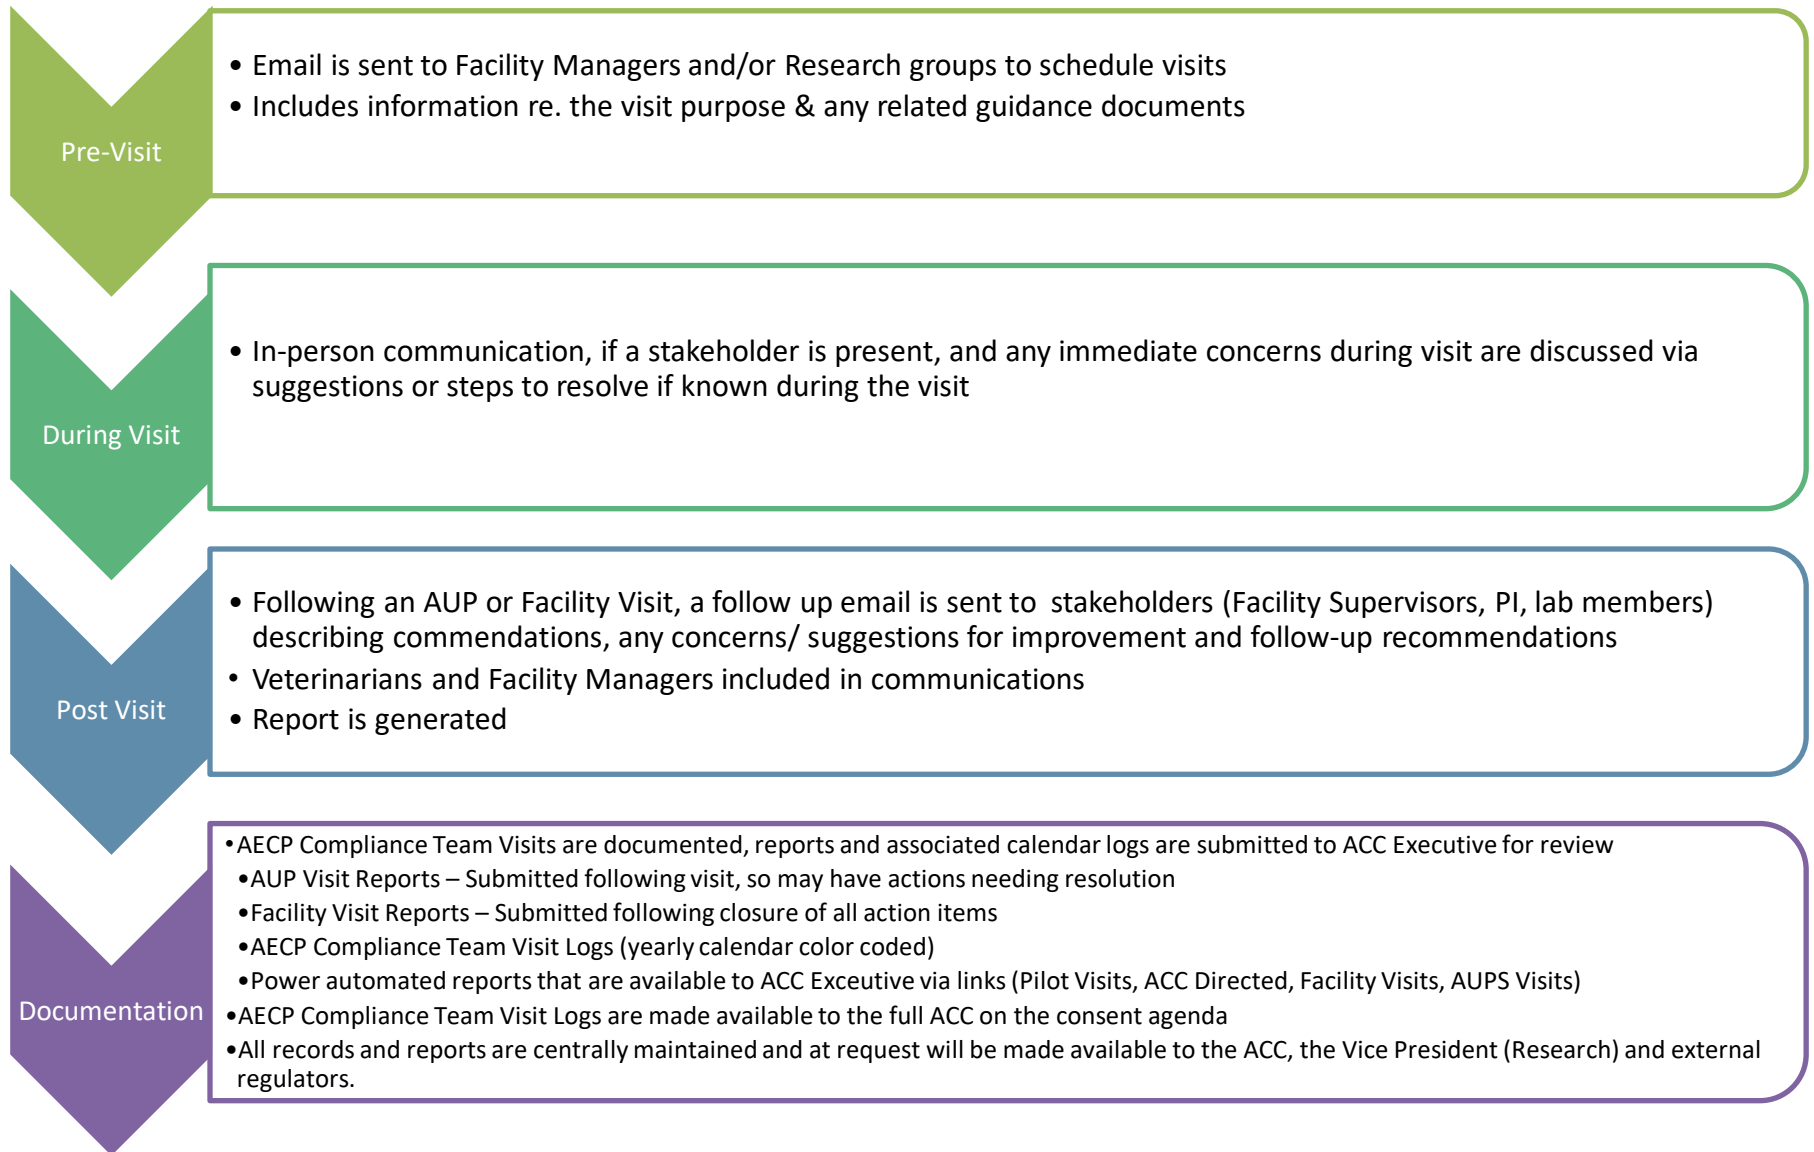 Pre-Visit
• Email is sent to Facility Managers and/or Research groups to schedule visits
• Includes information re. the visit purpose & any related guidance documents
During Visit
• In-person communication, if a stakeholder is present, and any immediate concerns during visit are discussed via
suggestions or steps to resolve if known during the visit
Post Visit
• Following an AUP or Facility Visit, a follow up email is sent to stakeholders (Facility Supervisors, PI, lab members)
describing commendations, any concerns/ suggestions for improvement and follow-up recommendations
• Veterinarians and Facility Managers included in communications
• Report is generated
Documentation
•AECP Compliance Team Visits are documented, reports and associated calendar logs are submitted to ACC Executive for review
•AUP Visit Reports – Submitted following visit, so may have actions needing resolution
•Facility Visit Reports – Submitted following closure of all action items
•AECP Compliance Team Visit Logs (yearly calendar color coded)
•Power automated reports that are available to ACC Exceutive via links (Pilot Visits, ACC Directed, Facility Visits, AUPS Visits)
•AECP Compliance Team Visit Logs are made available to the full ACC on the consent agenda
•All records and reports are centrally maintained and at request will be made available to the ACC, the Vice President (Research) and external
regulators.